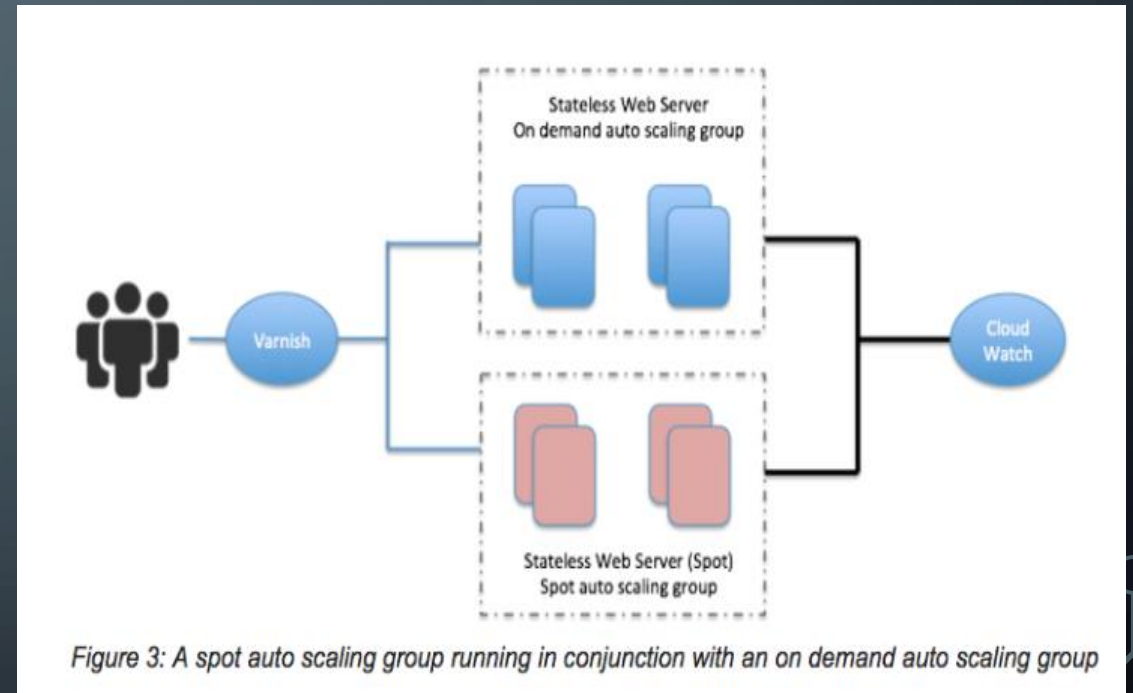 Stateless Web Server
On demand auto scaling group
Varnish
Cloud
Watch
Stateless Web Server (Spot)
Spot auto scaling group
Figure 3: A spot auto scaling group running in conjunction with an on demand auto scaling group